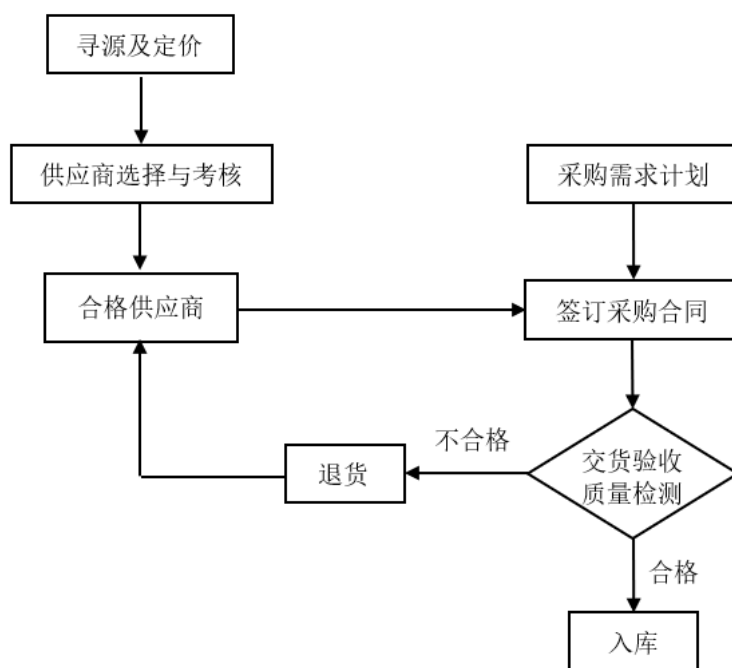 寻源及定价
供应商选择与考核
采购需求计划
合格供应商
签订采购合同
不合格
退货
交货验收
质量检测
合格
入库